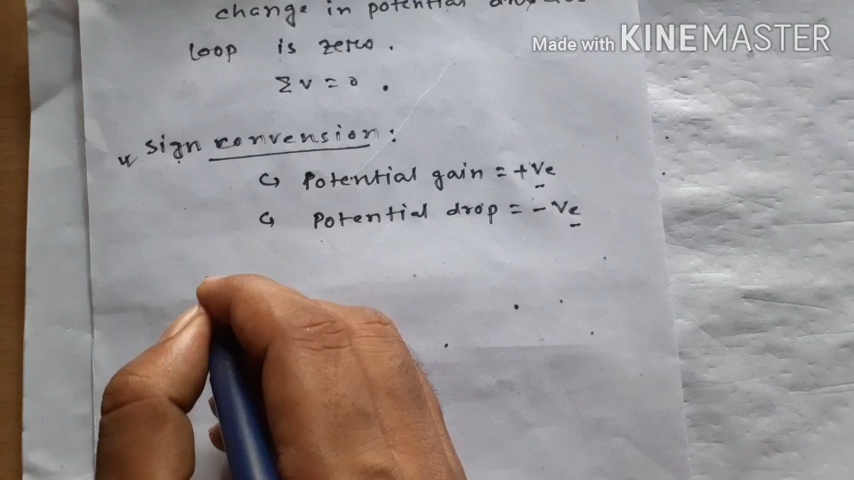 change in potential
loop is zero.
Made with KINEMASTER
Σv = 0 .
sign convension :
↪ Potential gain = +ve
↪ Potential drop = -ve